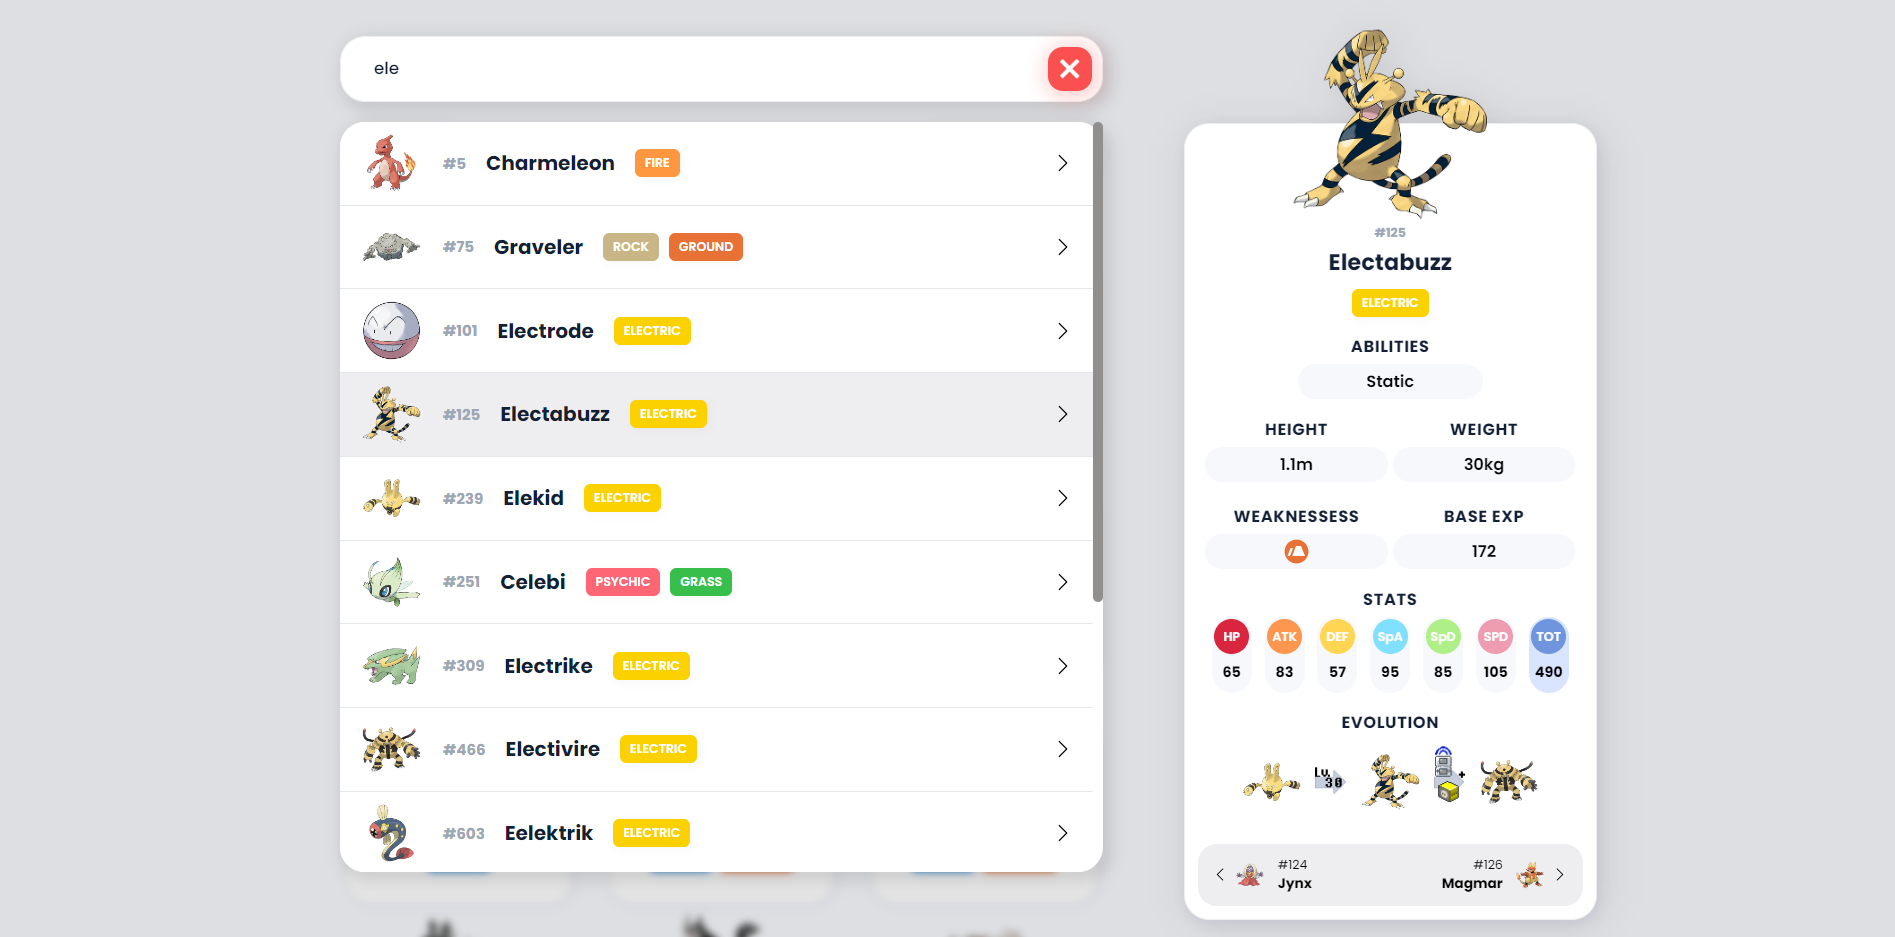 ele
#5 Charmeleon FIRE
#75 Graveler ROCK GROUND
#101 Electrode ELECTRIC
#125 Electabuzz ELECTRIC
#239 Elekid ELECTRIC
#251 Celebi PSYCHIC GRASS
#309 Electrike ELECTRIC
#466 Electivire ELECTRIC
#603 Eelektrik ELECTRIC
#125
Electabuzz
ELECTRIC
ABILITIES
Static
HEIGHT WEIGHT
1.1m 30kg
WEAKNESSESS BASE EXP
172
STATS
HP ATK DEF SpA SpD SPD TOT
65 83 57 95 85 105 490
EVOLUTION
Lv.
30
+
#124 #126
Jynx Magmar